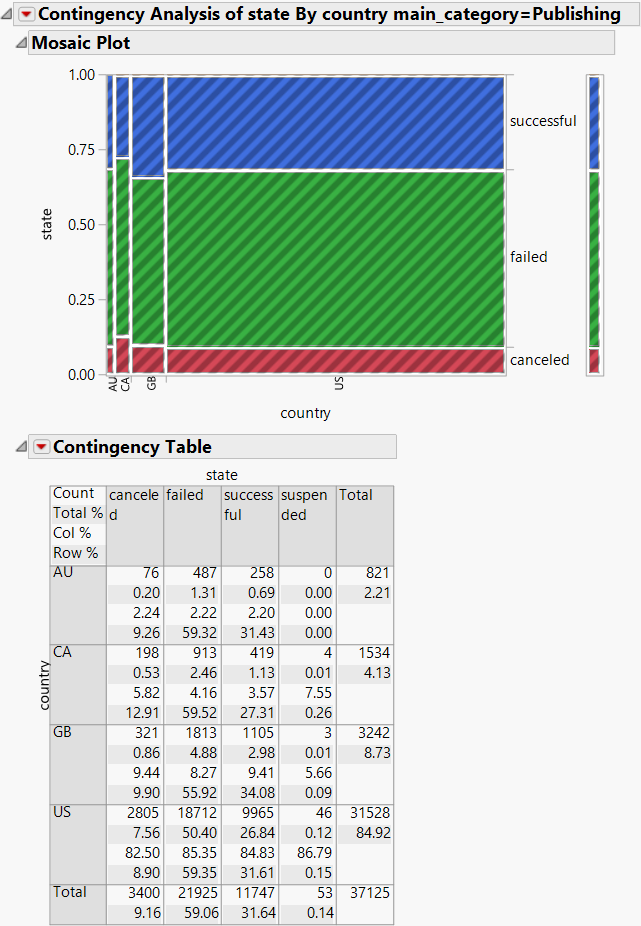 Contingency Analysis of state By country main_category=Publishing
Mosaic Plot
1.00
0.75
0.50
0.25
0.00
state
successful
failed
canceled
AU
CA
GB
US
country
Contingency Table
state
Count
Total %
Col %
Row %
cancele
d
failed
success
ful
suspen
ded
Total
country
AU 76 487 258 0 821
0.20 1.31 0.69 0.00 2.21
2.24 2.22 2.20 0.00
9.26 59.32 31.43 0.00
CA 198 913 419 4 1534
0.53 2.46 1.13 0.01 4.13
5.82 4.16 3.57 7.55
12.91 59.52 27.31 0.26
GB 321 1813 1105 3 3242
0.86 4.88 2.98 0.01 8.73
9.44 8.27 9.41 5.66
9.90 55.92 34.08 0.09
US 2805 18712 9965 46 31528
7.56 50.40 26.84 0.12 84.92
82.50 85.35 84.83 86.79
8.90 59.35 31.61 0.15
Total 3400 21925 11747 53 37125
9.16 59.06 31.64 0.14